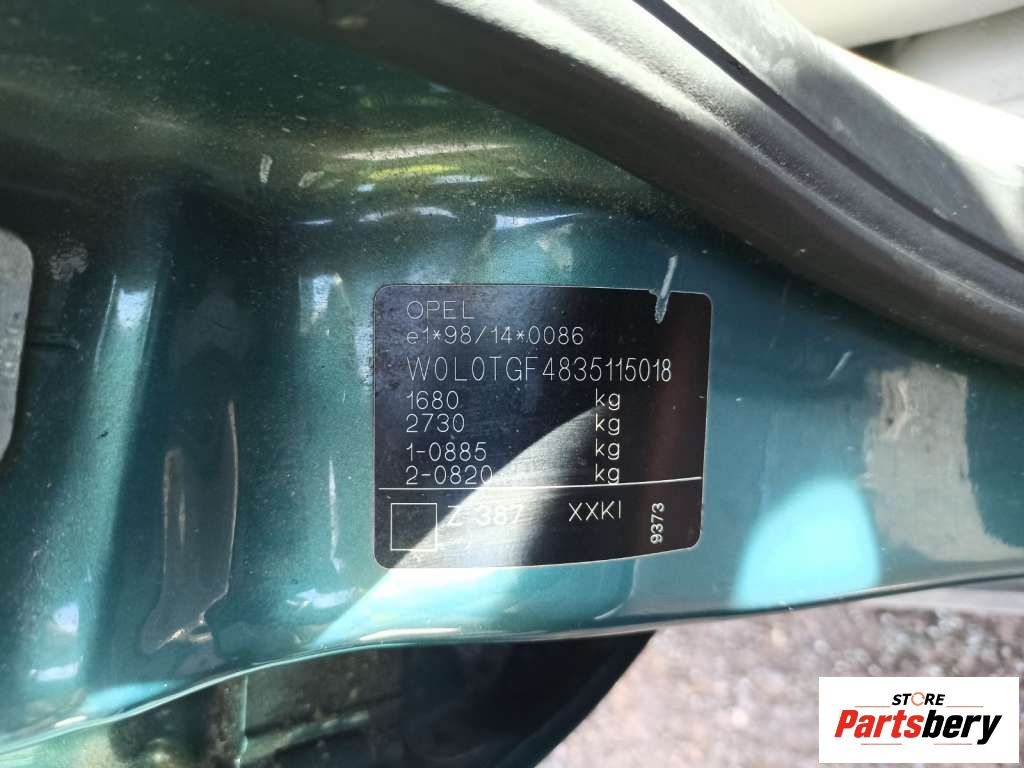 OPEL
e1*98/14*0086
W0L0TGF4835115018
1680 kg
2730 kg
1-0885 kg
2-0820 kg
Z-387 XXKI
9373
STORE
Partsbery